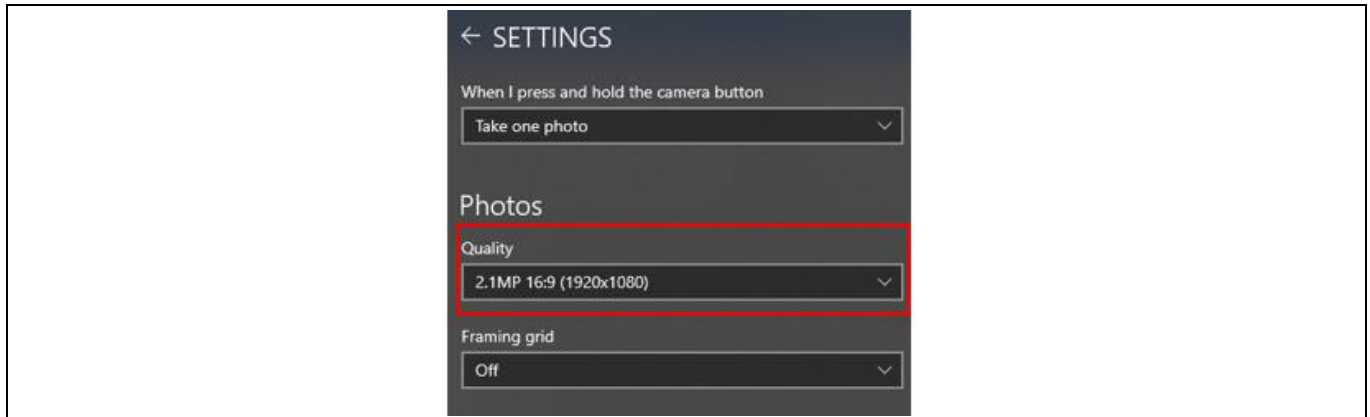 ← SETTINGS
When I press and hold the camera button
Take one photo
Photos
Quality
2.1MP 16:9 (1920x1080)
Framing grid
Off